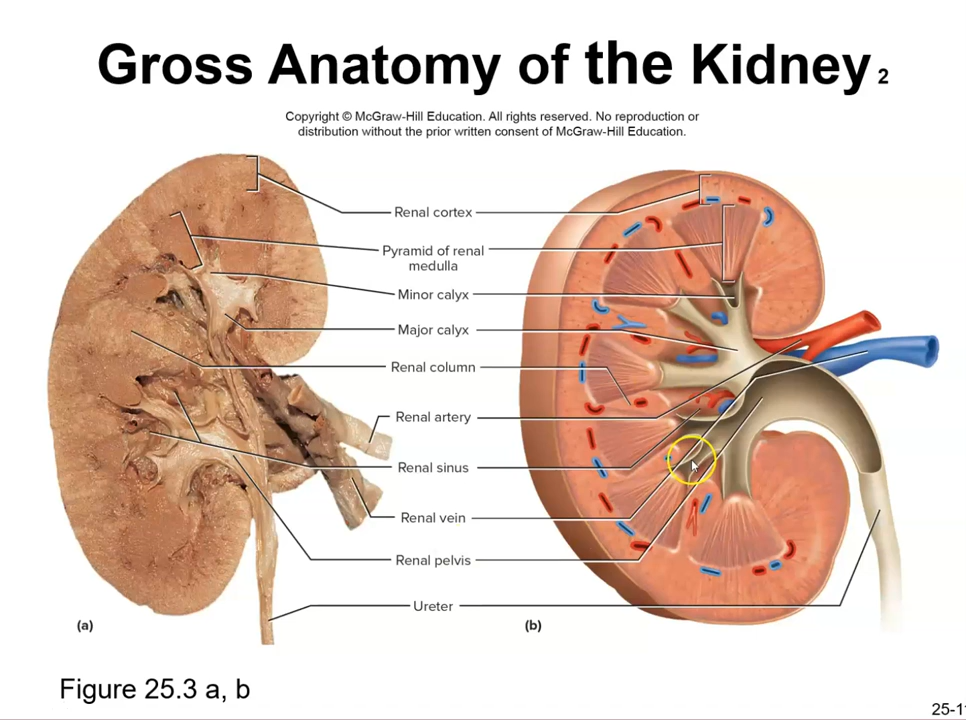 Gross Anatomy of the Kidney 2
Copyright © McGraw-Hill Education. All rights reserved. No reproduction or
distribution without the prior written consent of McGraw-Hill Education.
Renal cortex
Pyramid of renal
medulla
Minor calyx
Major calyx
Renal column
Renal artery
Renal sinus
Renal vein
Renal pelvis
Ureter
(a)
(b)
Figure 25.3 a, b